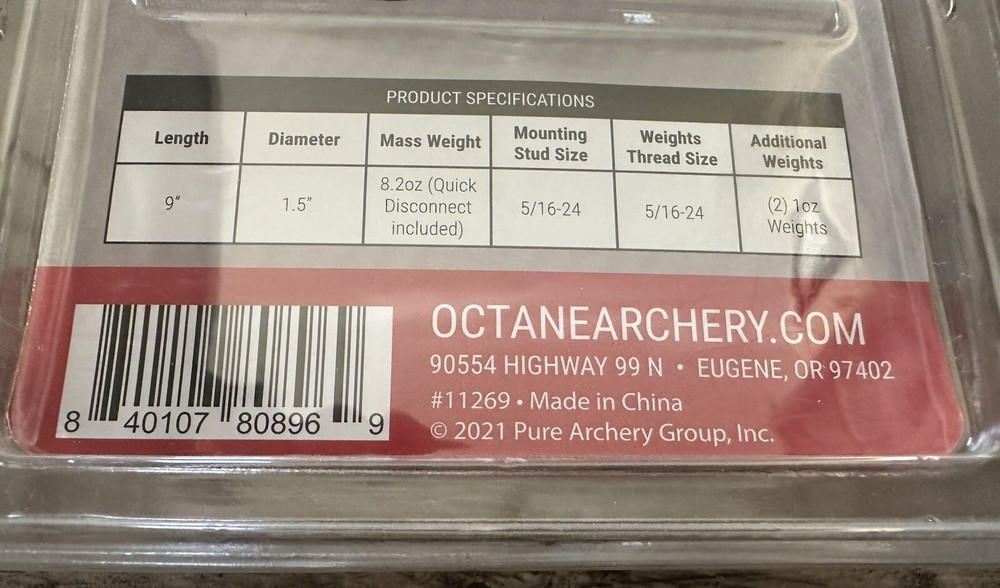 PRODUCT SPECIFICATIONS
Length Diameter Mass Weight Mounting Stud Size Weights Thread Size Additional Weights
9" 1.5" 8.2oz (Quick Disconnect included) 5/16-24 5/16-24 (2) 1oz Weights
OCTANEARCHERY.COM
90554 HIGHWAY 99 N • EUGENE, OR 97402
#11269 • Made in China
© 2021 Pure Archery Group, Inc.
8 40107 80896 9